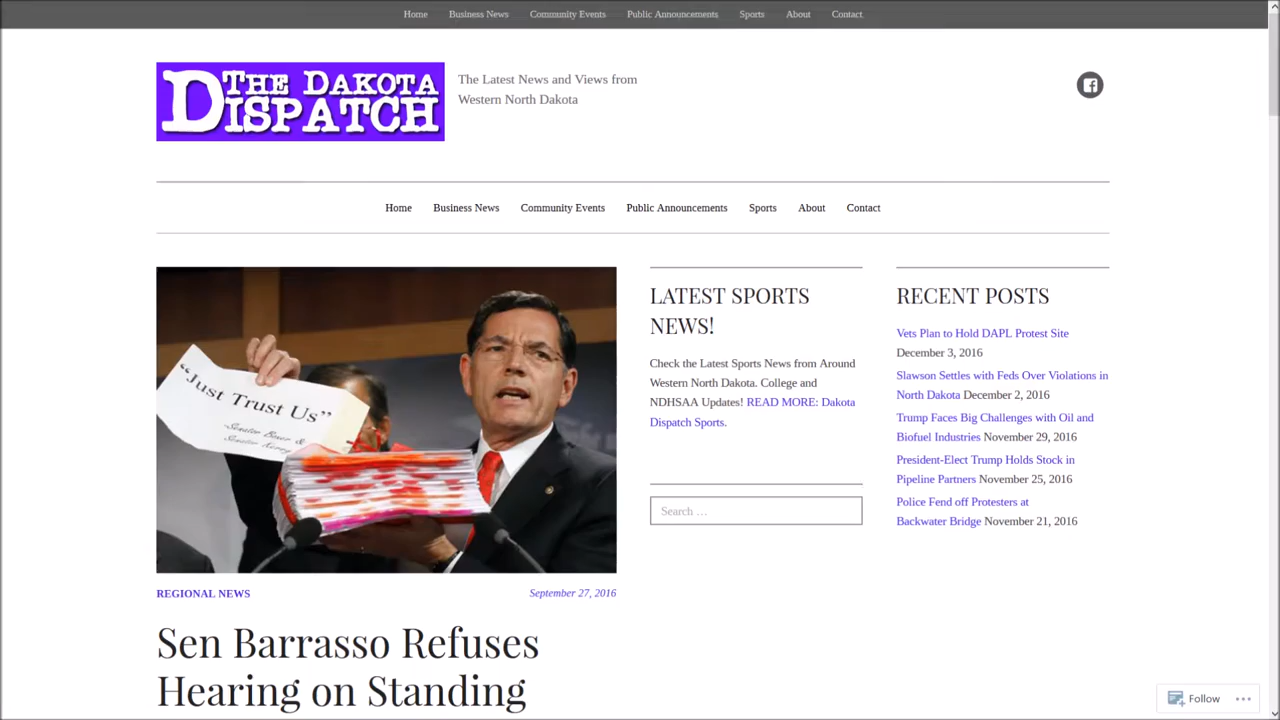 Home Business News Community Events Public Announcements Sports About Contact
THE DAKOTA
DISPATCH
The Latest News and Views from
Western North Dakota
Home Business News Community Events Public Announcements Sports About Contact
"Just Trust Us"
-Senator Boxer &
Senator Kerry
REGIONAL NEWS
September 27, 2016
Sen Barrasso Refuses
Hearing on Standing
LATEST SPORTS
NEWS!
Check the Latest Sports News from Around
Western North Dakota. College and
NDHSAA Updates! READ MORE: Dakota
Dispatch Sports.
Search …
RECENT POSTS
Vets Plan to Hold DAPL Protest Site
December 3, 2016
Slawson Settles with Feds Over Violations in
North Dakota December 2, 2016
Trump Faces Big Challenges with Oil and
Biofuel Industries November 29, 2016
President-Elect Trump Holds Stock in
Pipeline Partners November 25, 2016
Police Fend off Protesters at
Backwater Bridge November 21, 2016
Follow